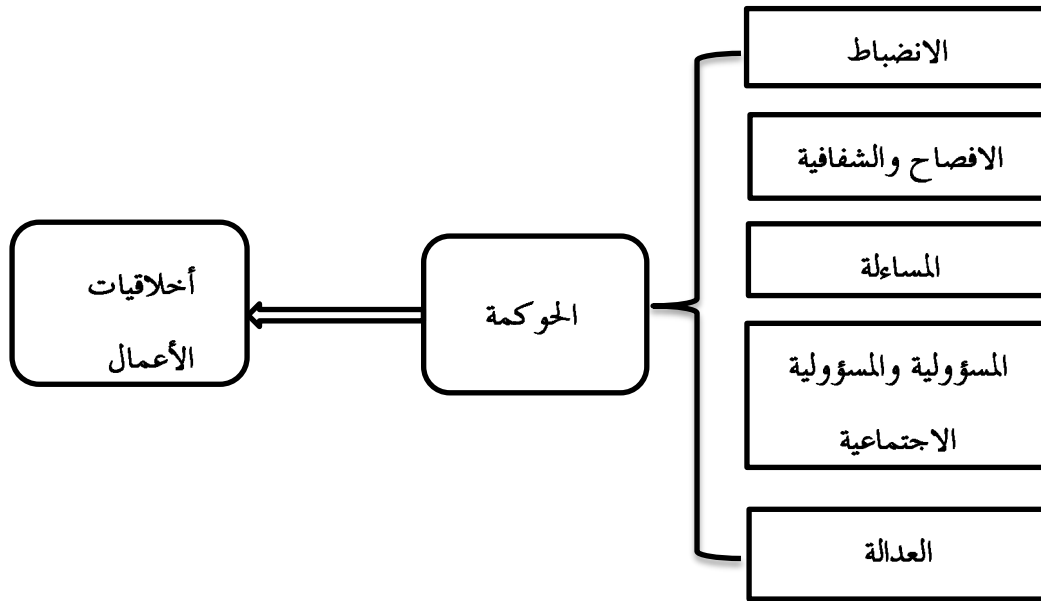 الانضباط
الافصاح والشفافية
المساءلة
المسؤولية والمسؤولية
الاجتماعية
العدالة
الحوكمة
أخلاقيات
الأعمال